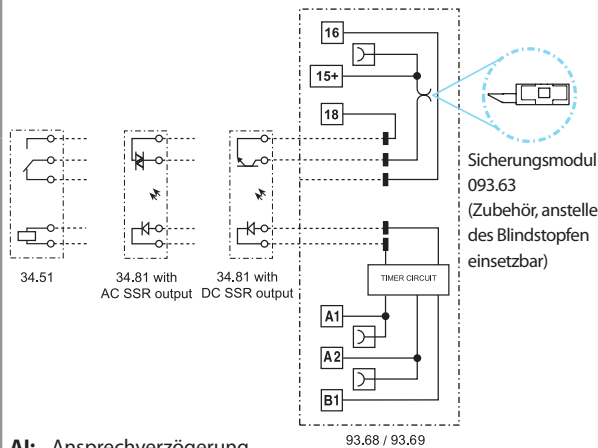 16
15+
18
Sicherungsmodul
093.63
(Zubehör, anstelle
des Blindstopfen
einsetzbar)
34.51
34.81 with
AC SSR output
34.81 with
DC SSR output
TIMER CIRCUIT
A1
A2
B1
93.68 / 93.69
AI: Ansprechverzögerung